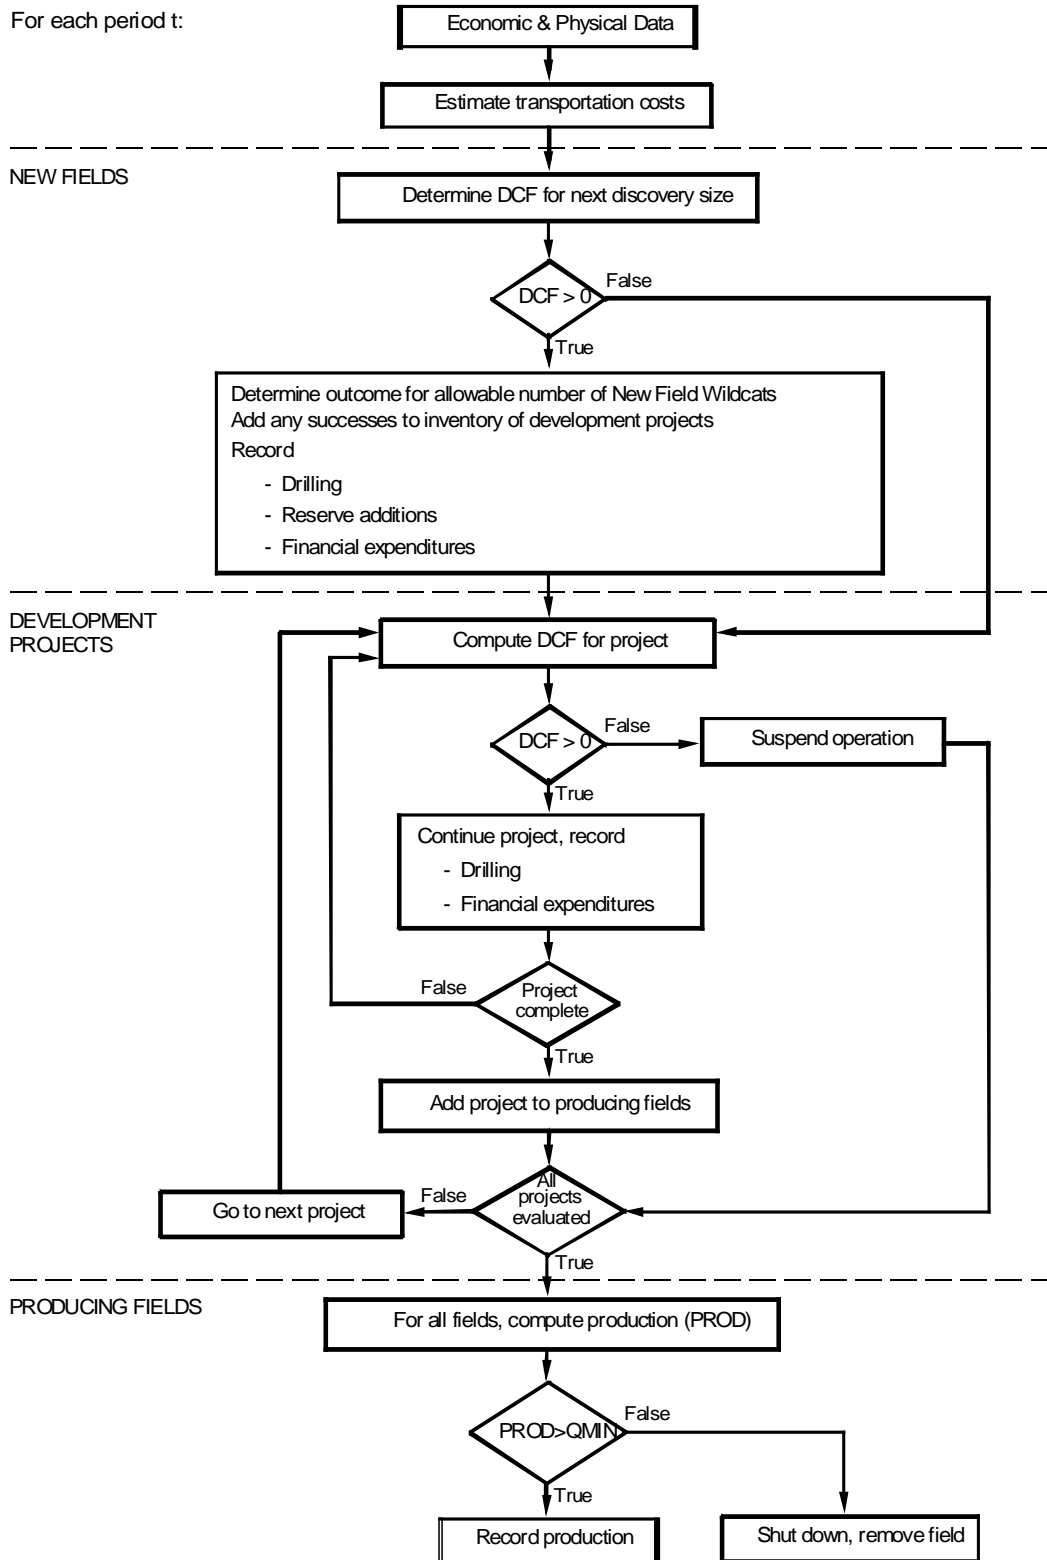 For each period t:
Economic & Physical Data
Estimate transportation costs
NEW FIELDS
Determine DCF for next discovery size
DCF > 0
False
True
Determine outcome for allowable number of New Field Wildcats
Add any successes to inventory of development projects
Record
- Drilling
- Reserve additions
- Financial expenditures
DEVELOPMENT
PROJECTS
Compute DCF for project
DCF > 0
False
Suspend operation
True
Continue project, record
- Drilling
- Financial expenditures
False
Project
complete
True
Add project to producing fields
Go to next project
False
All
projects
evaluated
True
PRODUCING FIELDS
For all fields, compute production (PROD)
PROD>QMIN
False
True
Record production
Shut down, remove field